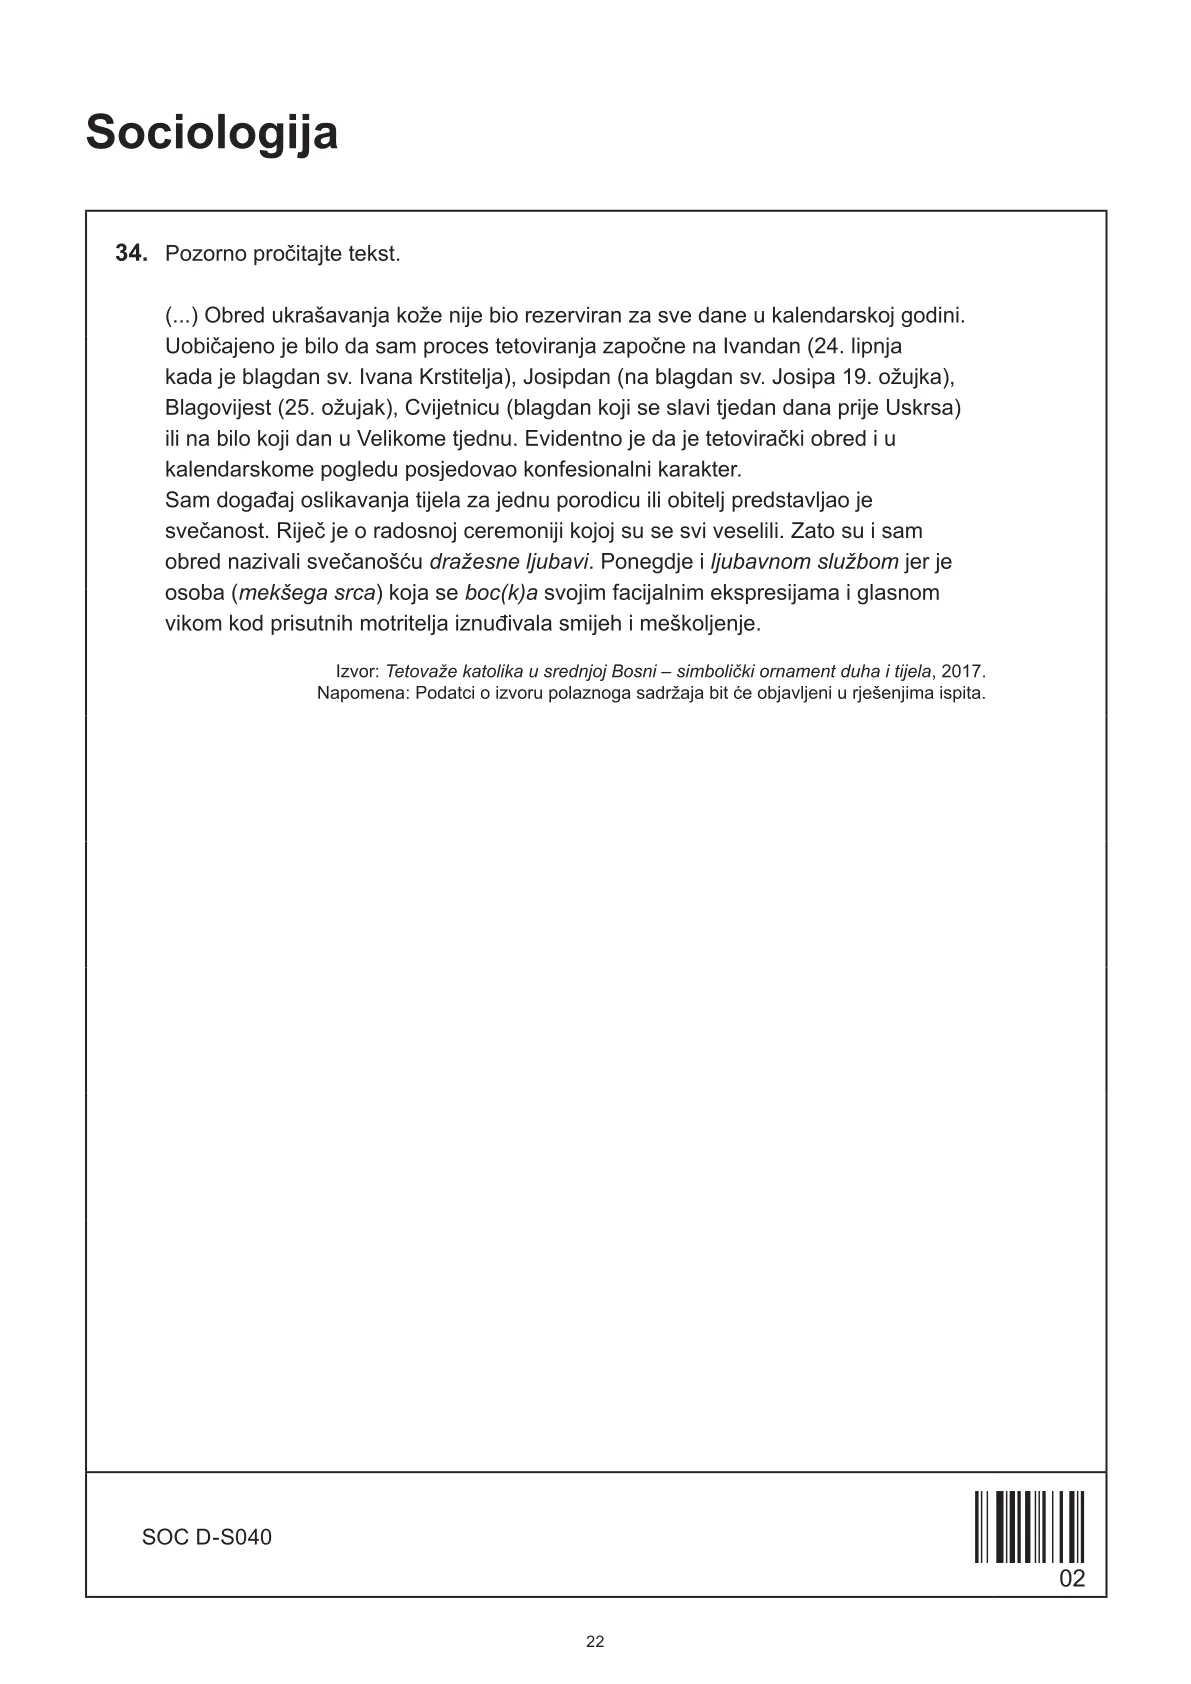 Sociologija
34. Pozorno pročitajte tekst.
(...) Obred ukrašavanja kože nije bio rezerviran za sve dane u kalendarskoj godini.
Uobičajeno je bilo da sam proces tetoviranja započne na Ivandan (24. lipnja
kada je blagdan sv. Ivana Krstitelja), Josipdan (na blagdan sv. Josipa 19. ožujka),
Blagovijest (25. ožujak), Cvijetnicu (blagdan koji se slavi tjedan dana prije Uskrsa)
ili na bilo koji dan u Velikome tjednu. Evidentno je da je tetovirački obred i u
kalendarskome pogledu posjedovao konfesionalni karakter.
Sam događaj oslikavanja tijela za jednu porodicu ili obitelj predstavljao je
svečanost. Riječ je o radosnoj ceremoniji kojoj su se svi veselili. Zato su i sam
obred nazivali svečanošću dražesne ljubavi. Ponegdje i ljubavnom službom jer je
osoba (mekšega srca) koja se boc(k)a svojim facijalnim ekspresijama i glasnom
vikom kod prisutnih motritelja iznuđivala smijeh i meškoljenje.
Izvor: Tetovaže katolika u srednjoj Bosni – simbolički ornament duha i tijela, 2017.
Napomena: Podatci o izvoru polaznoga sadržaja bit će objavljeni u rješenjima ispita.
SOC D-S040
02
22